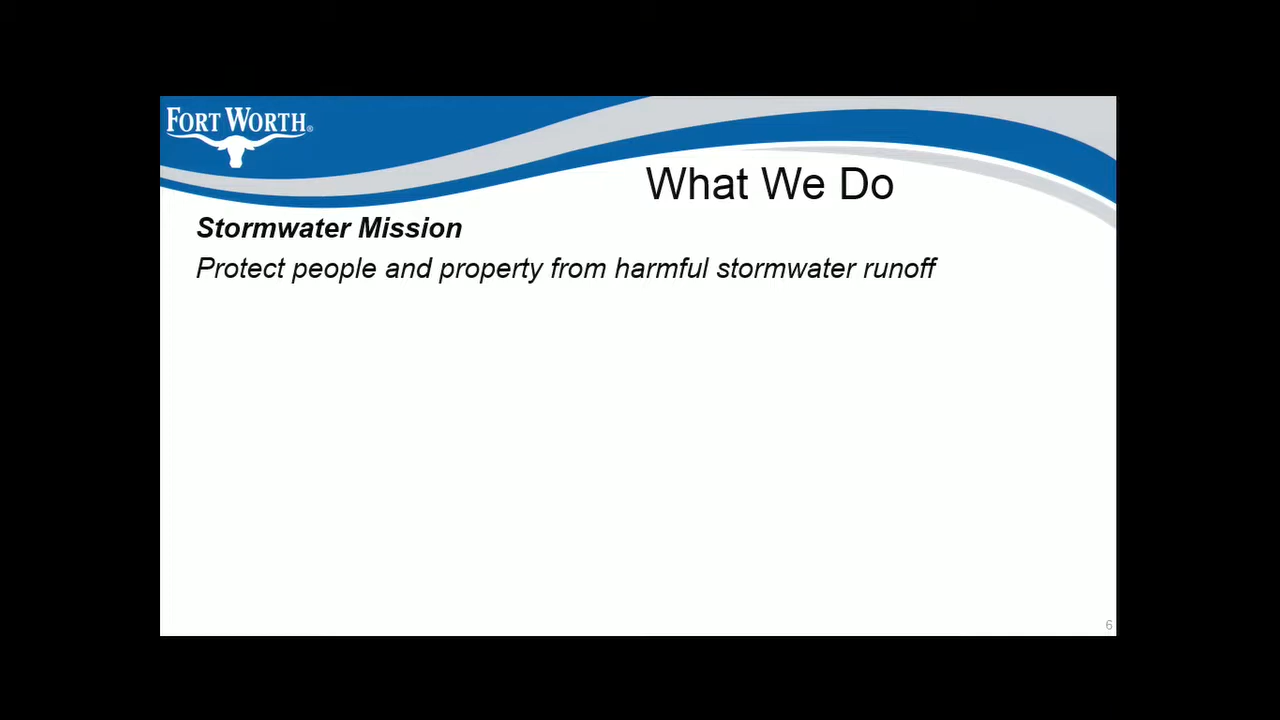 FORT WORTH®
What We Do
Stormwater Mission
Protect people and property from harmful stormwater runoff
6